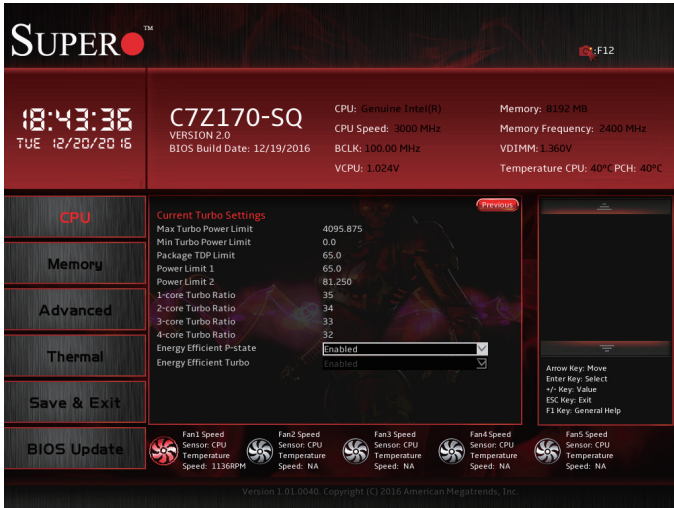 SUPER
TM
:F12
18:43:36
TUE 12/20/2016
C7Z170-SQ
VERSION 2.0
BIOS Build Date: 12/19/2016
CPU: Genuine Intel(R)
CPU Speed: 3000 MHz
BCLK: 100.00 MHz
VCPU: 1.024V
Memory: 8192 MB
Memory Frequency: 2400 MHz
VDIMM: 1.360V
Temperature CPU: 40°C PCH: 40°C
CPU
Memory
Advanced
Thermal
Save & Exit
BIOS Update
Previous
Current Turbo Settings
Max Turbo Power Limit 4095.875
Min Turbo Power Limit 0.0
Package TDP Limit 65.0
Power Limit 1 65.0
Power Limit 2 81.250
1-core Turbo Ratio 35
2-core Turbo Ratio 34
3-core Turbo Ratio 33
4-core Turbo Ratio 32
Energy Efficient P-state Enabled
Energy Efficient Turbo Enabled
Arrow Key: Move
Enter Key: Select
+/- Key: Value
ESC Key: Exit
F1 Key: General Help
Fan1 Speed
Sensor: CPU
Temperature
Speed: 1136RPM
Fan2 Speed
Sensor: CPU
Temperature
Speed: NA
Fan3 Speed
Sensor: CPU
Temperature
Speed: NA
Fan4 Speed
Sensor: CPU
Temperature
Speed: NA
Fan5 Speed
Sensor: CPU
Temperature
Speed: NA
Version 1.01.0040. Copyright (C) 2016 American Megatrends, Inc.